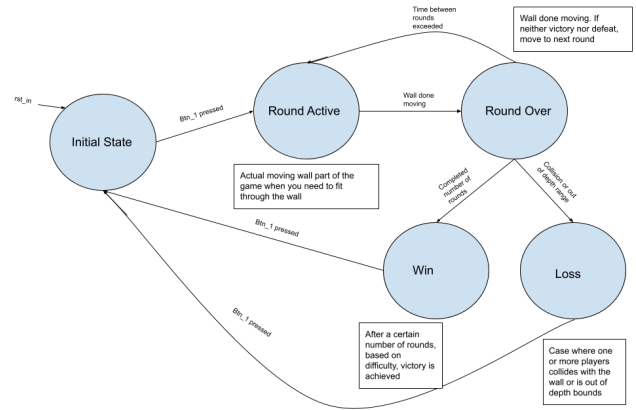 Time between
rounds
exceeded
Wall done moving. If
neither victory nor defeat,
move to next round
rst_in
Btn_1 pressed
Wall done
moving
Initial State
Round Active
Round Over
Actual moving wall part of the
game when you need to fit
through the wall
Completed
number of
rounds
Collision or out
of depth range
Btn_1 pressed
Win
Loss
Btn_1 pressed
After a certain
number of rounds,
based on
difficulty, victory is
achieved
Case where one
or more players
collides with the
wall or is out of
depth bounds